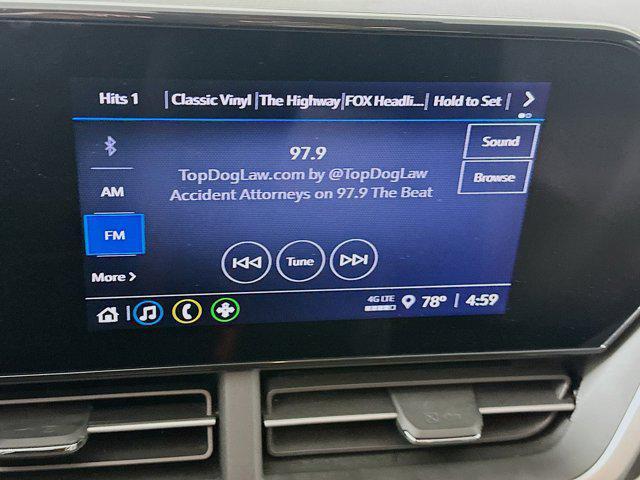 Hits 1 | Classic Vinyl | The Highway | FOX Headli... | Hold to Set |
Sound
97.9
TopDogLaw.com by @TopDogLaw
Browse
AM
Accident Attorneys on 97.9 The Beat
FM
Tune
More >
4G LTE 78° | 4:59